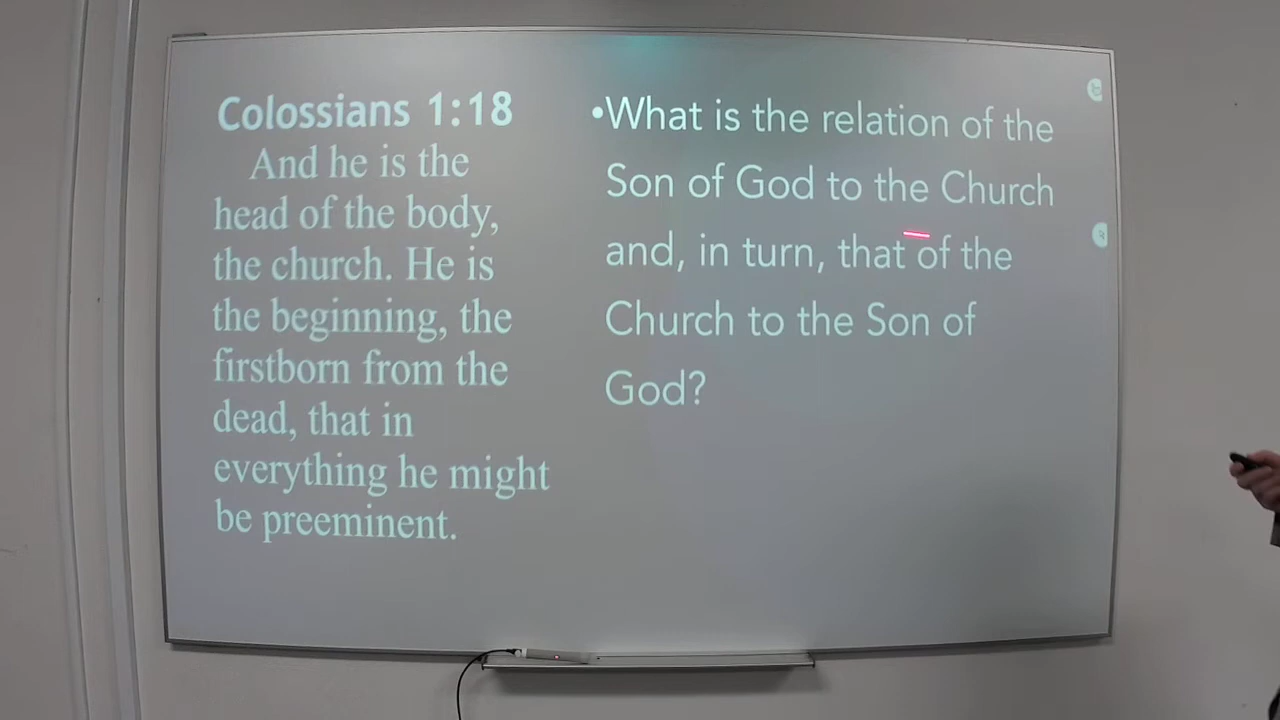 Colossians 1:18
And he is the
head of the body,
the church. He is
the beginning, the
firstborn from the
dead, that in
everything he might
be preeminent.
•What is the relation of the
Son of God to the Church
and, in turn, that of the
Church to the Son of
God?